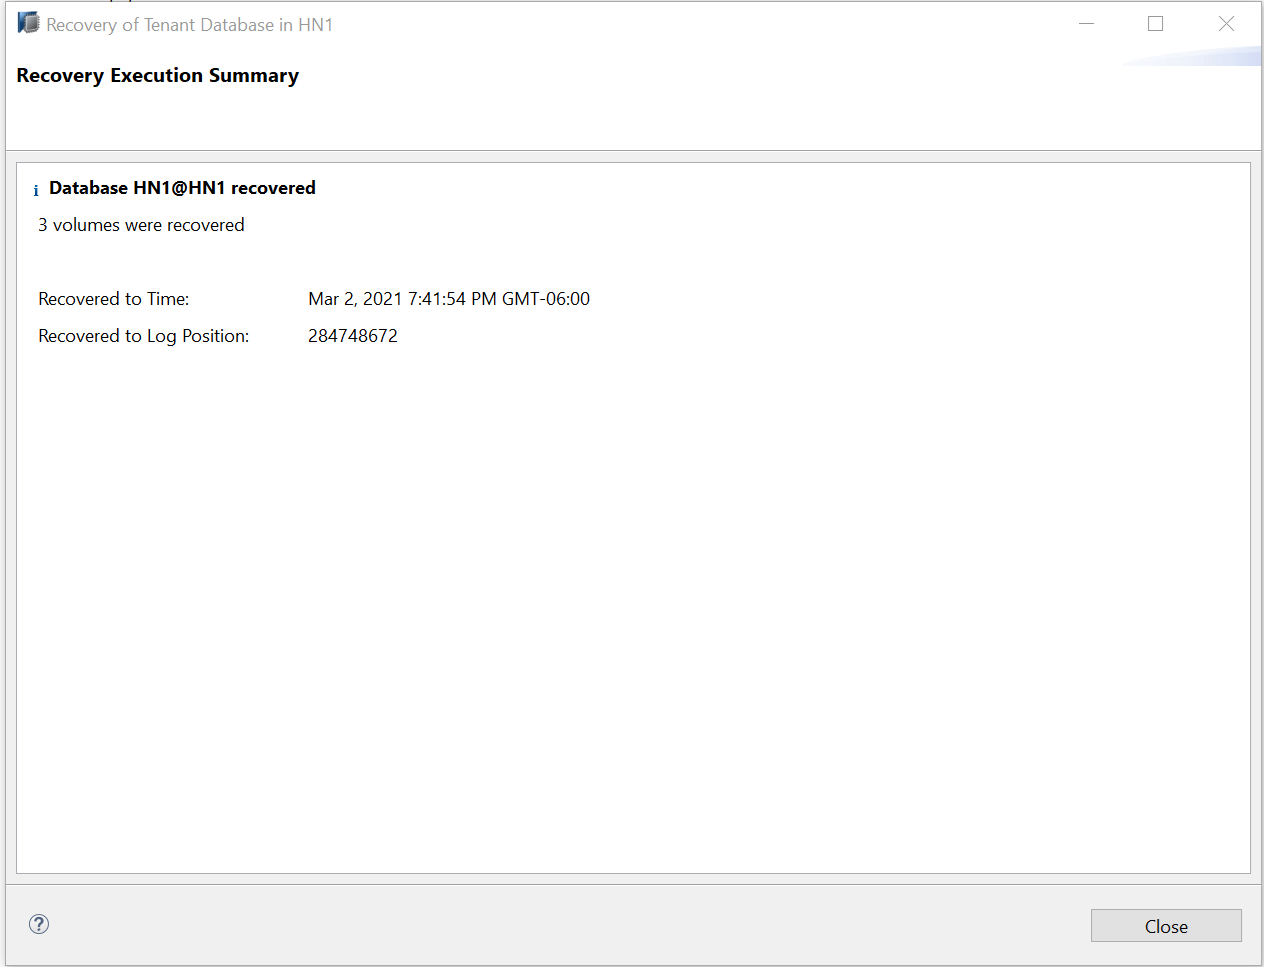 Recovery of Tenant Database in HN1
Recovery Execution Summary
i Database HN1@HN1 recovered
3 volumes were recovered
Recovered to Time: Mar 2, 2021 7:41:54 PM GMT-06:00
Recovered to Log Position: 284748672
? Close